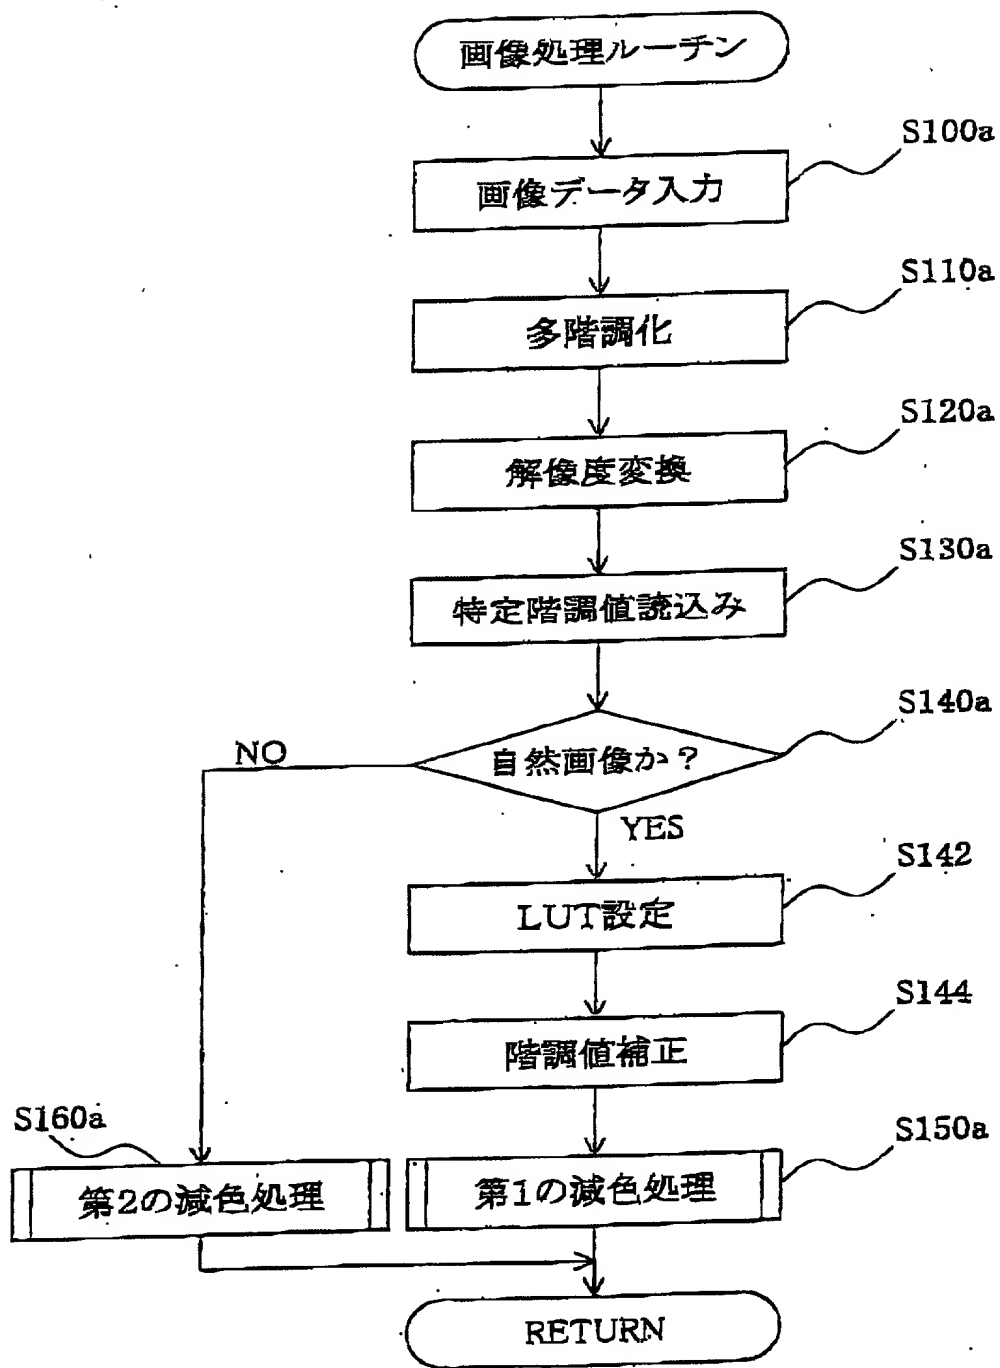 画像処理ルーチン
S100a
画像データ入力
S110a
多階調化
S120a
解像度変換
S130a
特定階調値読込み
S140a
自然画像か？
NO
YES
S142
LUT設定
S144
階調値補正
S160a
S150a
第2の減色処理
第1の減色処理
RETURN